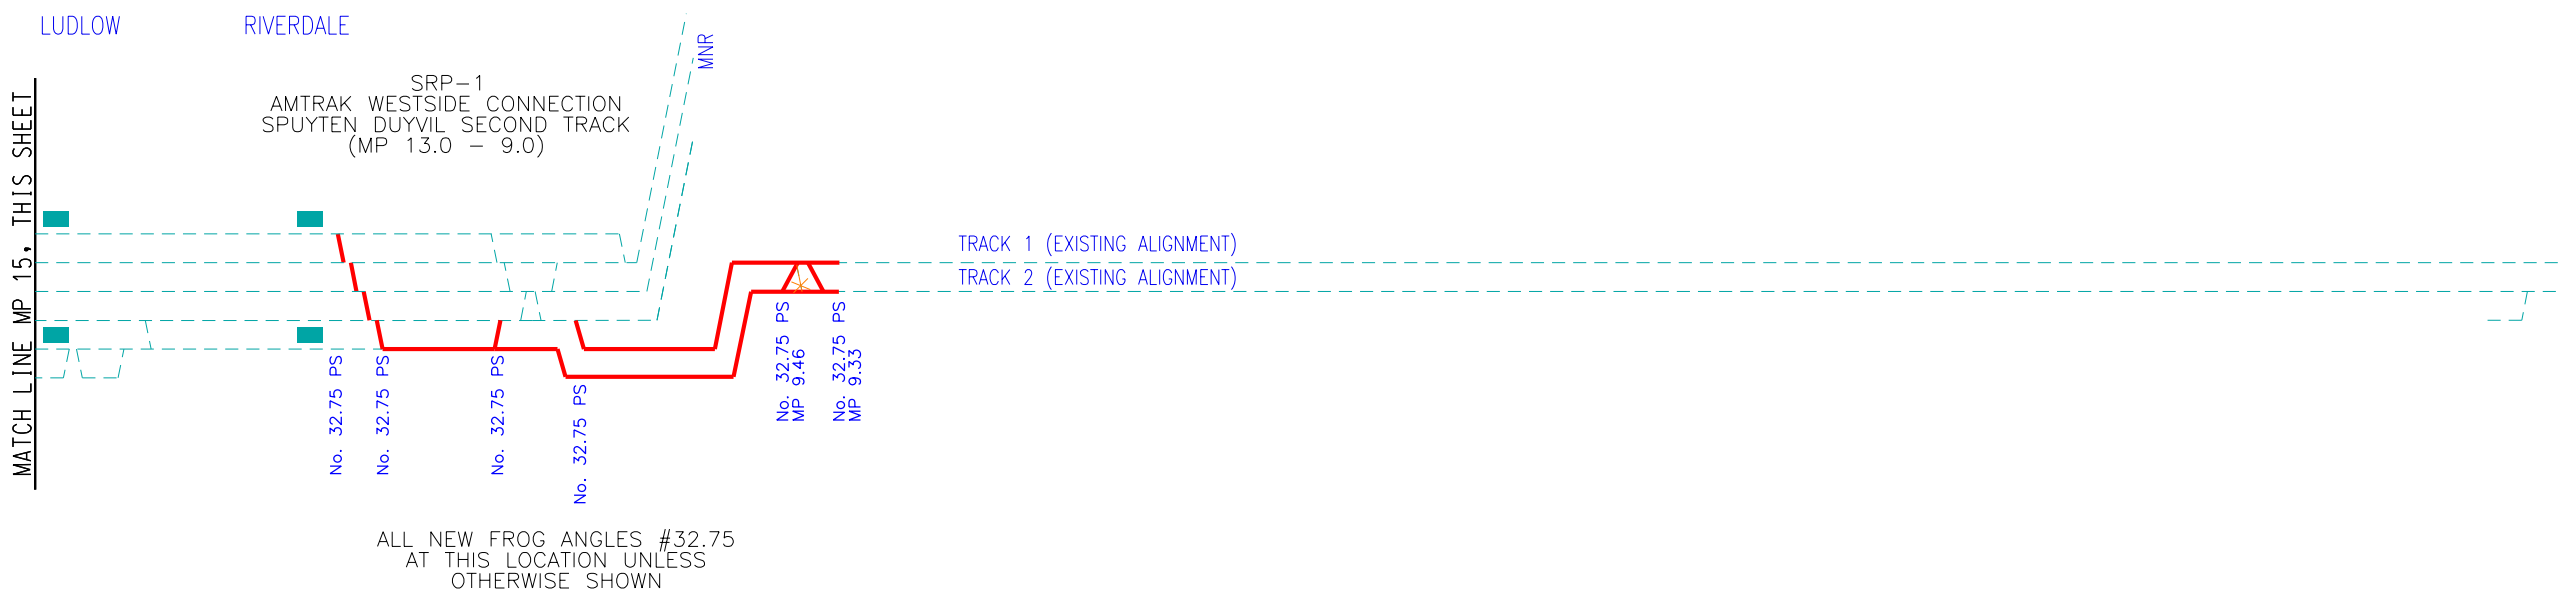 LUDLOW
RIVERDALE
MNR
SRP-1
AMTRAK WESTSIDE CONNECTION
SPUYTEN DUYVIL SECOND TRACK
(MP 13.0 - 9.0)
MATCH LINE MP 15, THIS SHEET
TRACK 1 (EXISTING ALIGNMENT)
TRACK 2 (EXISTING ALIGNMENT)
No. 32.75 PS
No. 32.75 PS
No. 32.75 PS
No. 32.75 PS
No. 32.75 PS
MP 9.46
No. 32.75 PS
MP 9.33
ALL NEW FROG ANGLES #32.75
AT THIS LOCATION UNLESS
OTHERWISE SHOWN